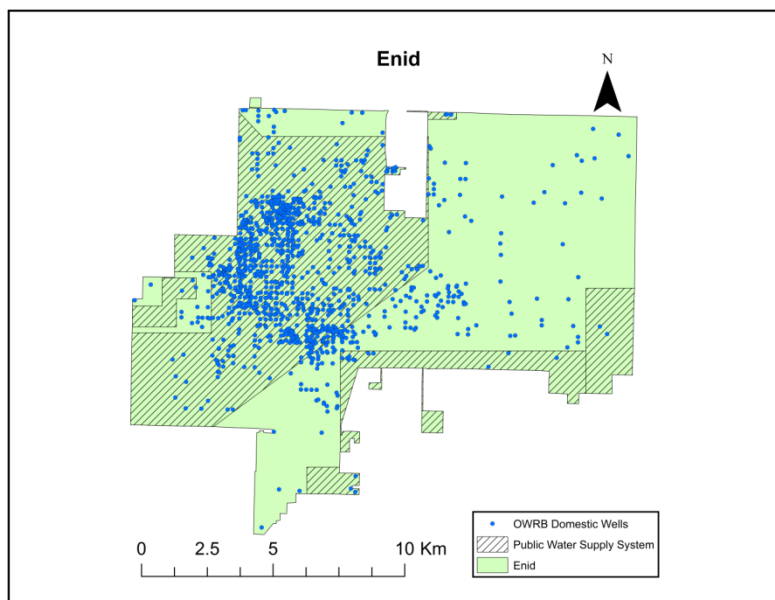 Enid
N
0 2.5 5 10 Km
OWRB Domestic Wells
Public Water Supply System
Enid